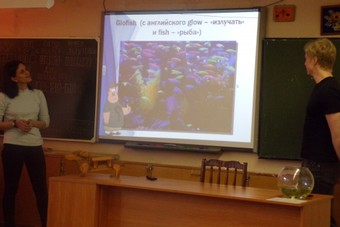 Glofish (с английского glow – «излучать»
и fish – «рыба»)